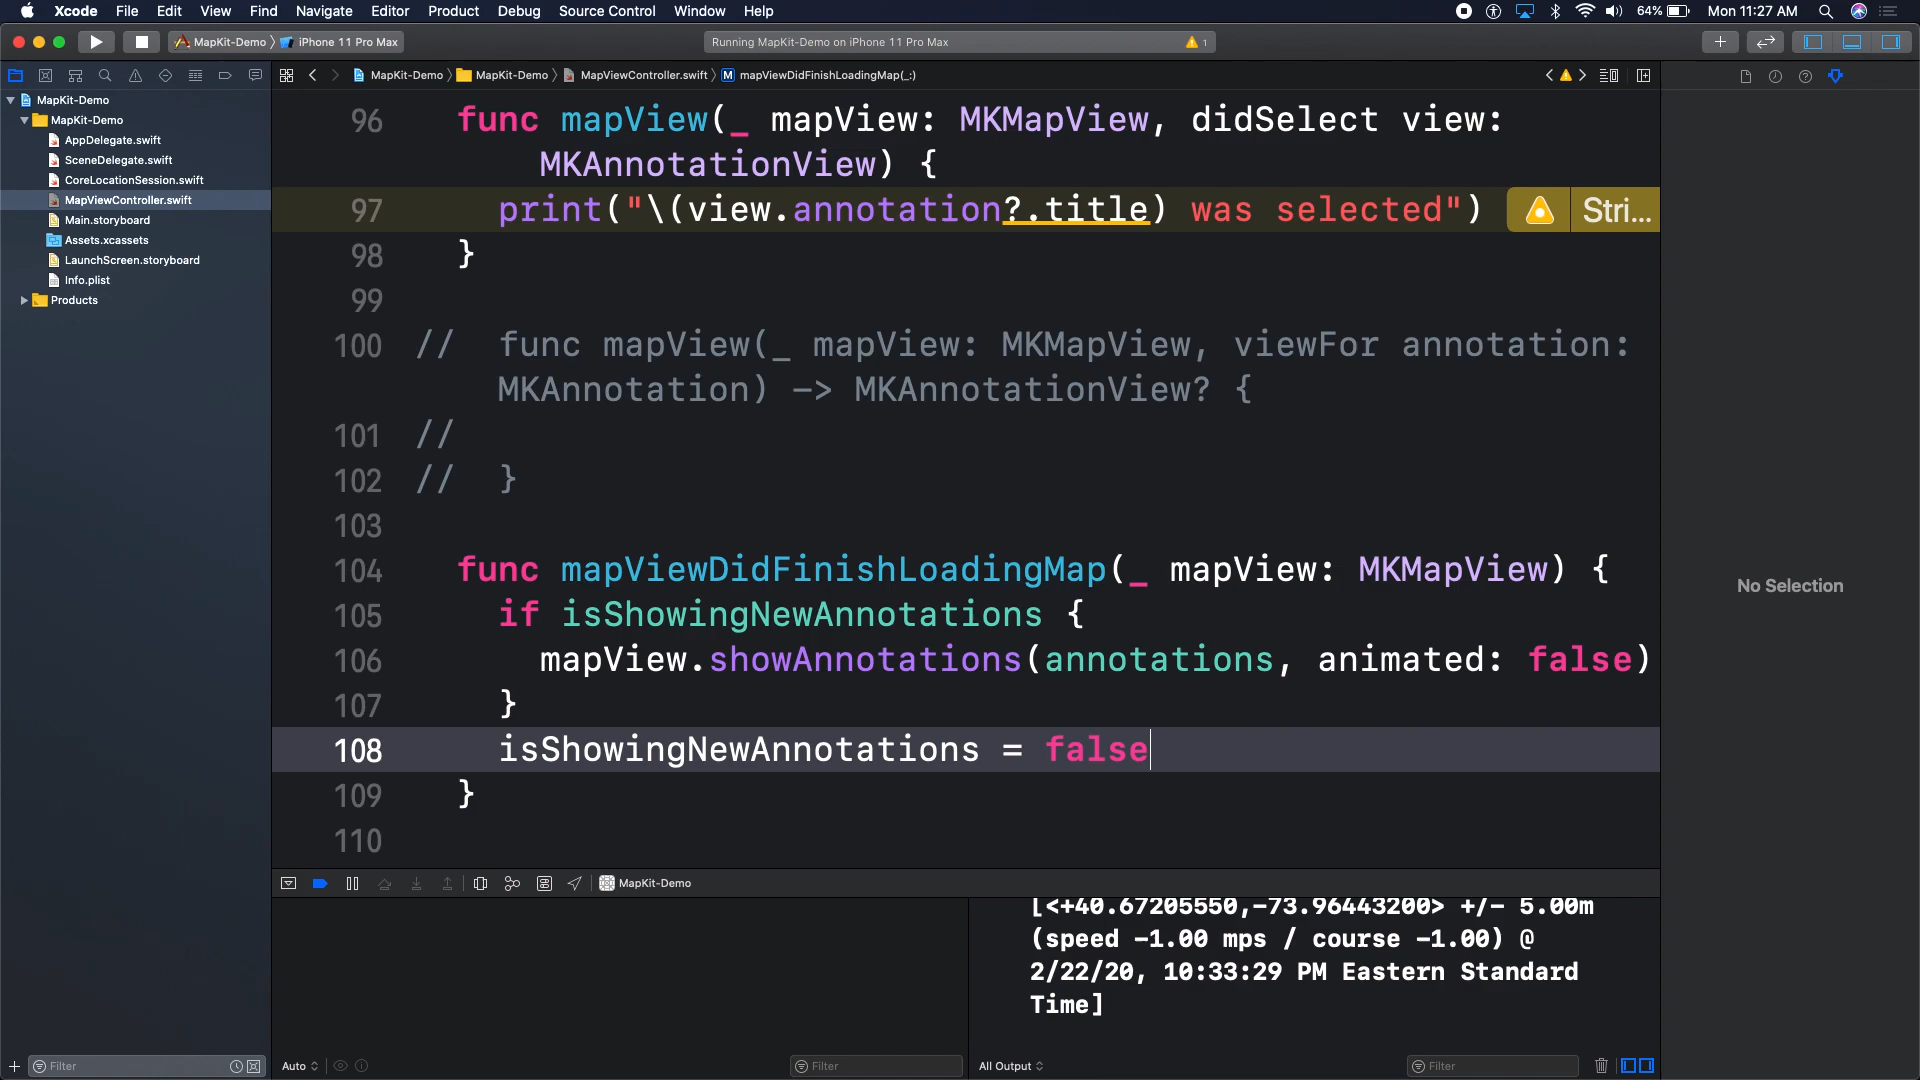 Xcode File Edit View Find Navigate Editor Product Debug Source Control Window Help 64% Mon 11:27 AM
MapKit-Demo iPhone 11 Pro Max Running MapKit-Demo on iPhone 11 Pro Max 1
MapKit-Demo MapKit-Demo MapViewController.swift M mapViewDidFinishLoadingMap(_:)
MapKit-Demo
MapKit-Demo
AppDelegate.swift
SceneDelegate.swift
CoreLocationSession.swift
MapViewController.swift
Main.storyboard
Assets.xcassets
LaunchScreen.storyboard
Info.plist
Products
96 func mapView(_ mapView: MKMapView, didSelect view:
MKAnnotationView) {
97 print("\(view.annotation?.title) was selected") Stri...
98 }
99
100 // func mapView(_ mapView: MKMapView, viewFor annotation:
MKAnnotation) -> MKAnnotationView? {
101 //
102 // }
103
104 func mapViewDidFinishLoadingMap(_ mapView: MKMapView) {
105 if isShowingNewAnnotations {
106 mapView.showAnnotations(annotations, animated: false)
107 }
108 isShowingNewAnnotations = false
109 }
110
No Selection
MapKit-Demo
[<+40.67205550,-73.96443200> +/- 5.00m
(speed -1.00 mps / course -1.00) @
2/22/20, 10:33:29 PM Eastern Standard
Time]
Filter Auto Filter All Output Filter